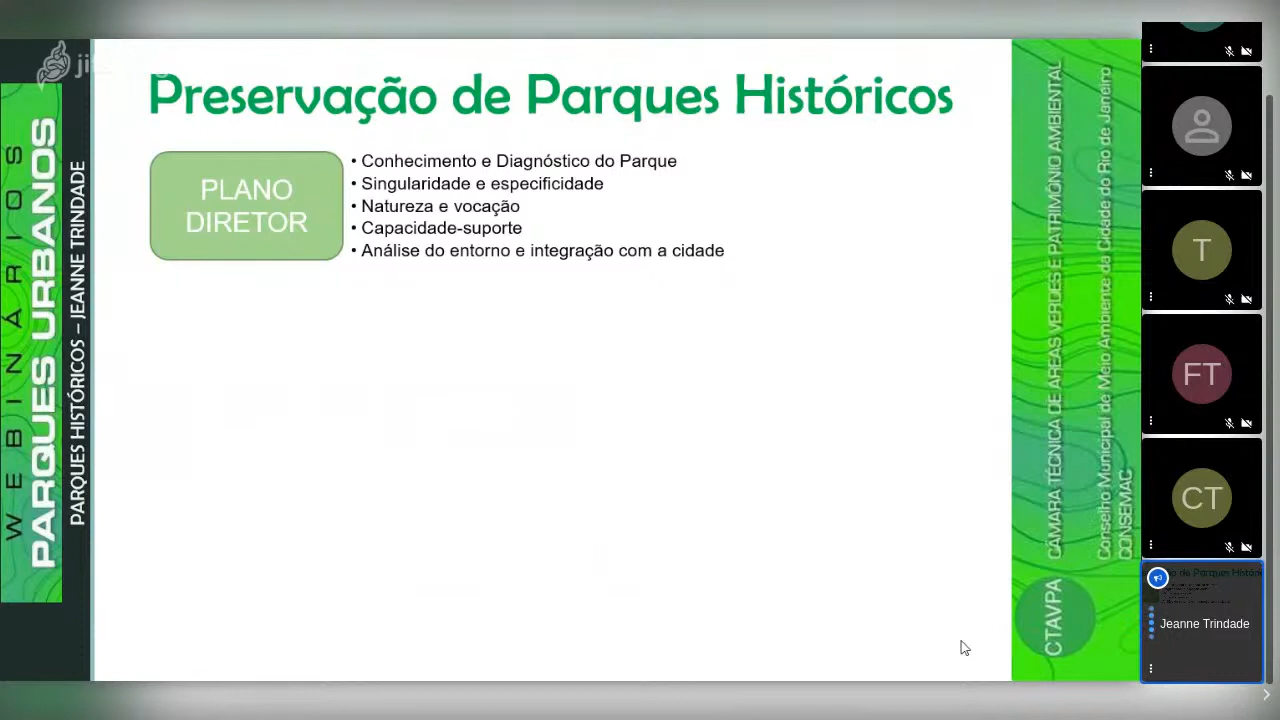 Preservação de Parques Históricos
PLANO
DIRETOR
• Conhecimento e Diagnóstico do Parque
• Singularidade e especificidade
• Natureza e vocação
• Capacidade-suporte
• Análise do entorno e integração com a cidade
WEBINÁRIOS
PARQUES URBANOS
PARQUES HISTÓRICOS – JEANNE TRINDADE
CÂMARA TÉCNICA DE ÁREAS VERDES E PATRIMÔNIO AMBIENTAL
Conselho Municipal de Meio Ambiente da Cidade do Rio de Janeiro
CONSEMAC
CTAVPA
T
FT
CT
Jeanne Trindade